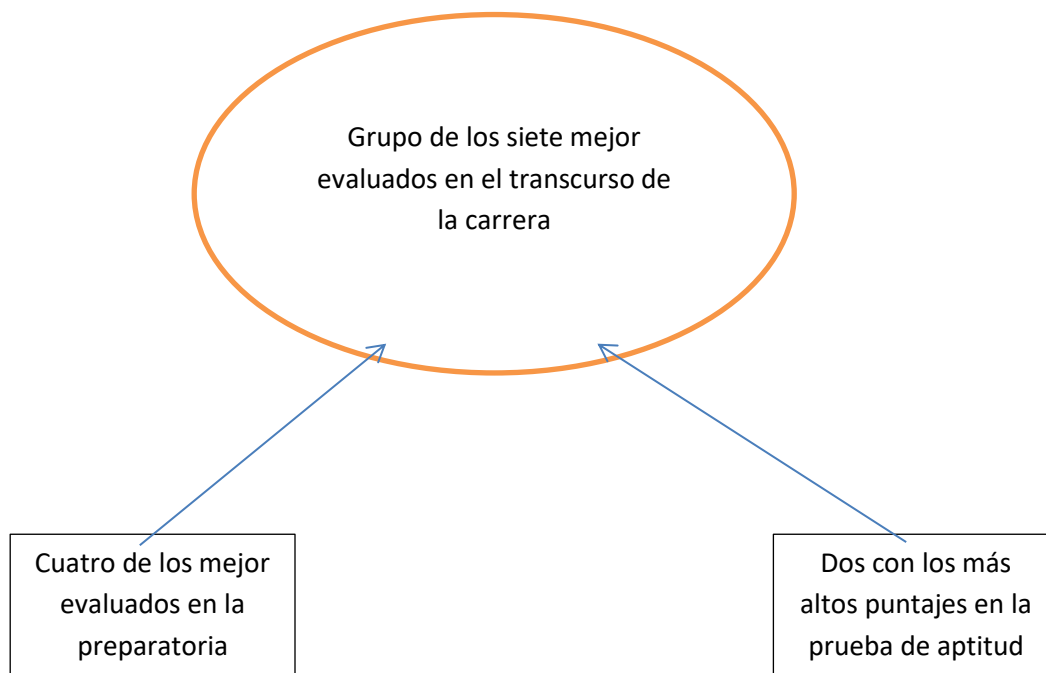 Grupo de los siete mejor
evaluados en el transcurso de
la carrera
Cuatro de los mejor
evaluados en la
preparatoria
Dos con los más
altos puntajes en la
prueba de aptitud